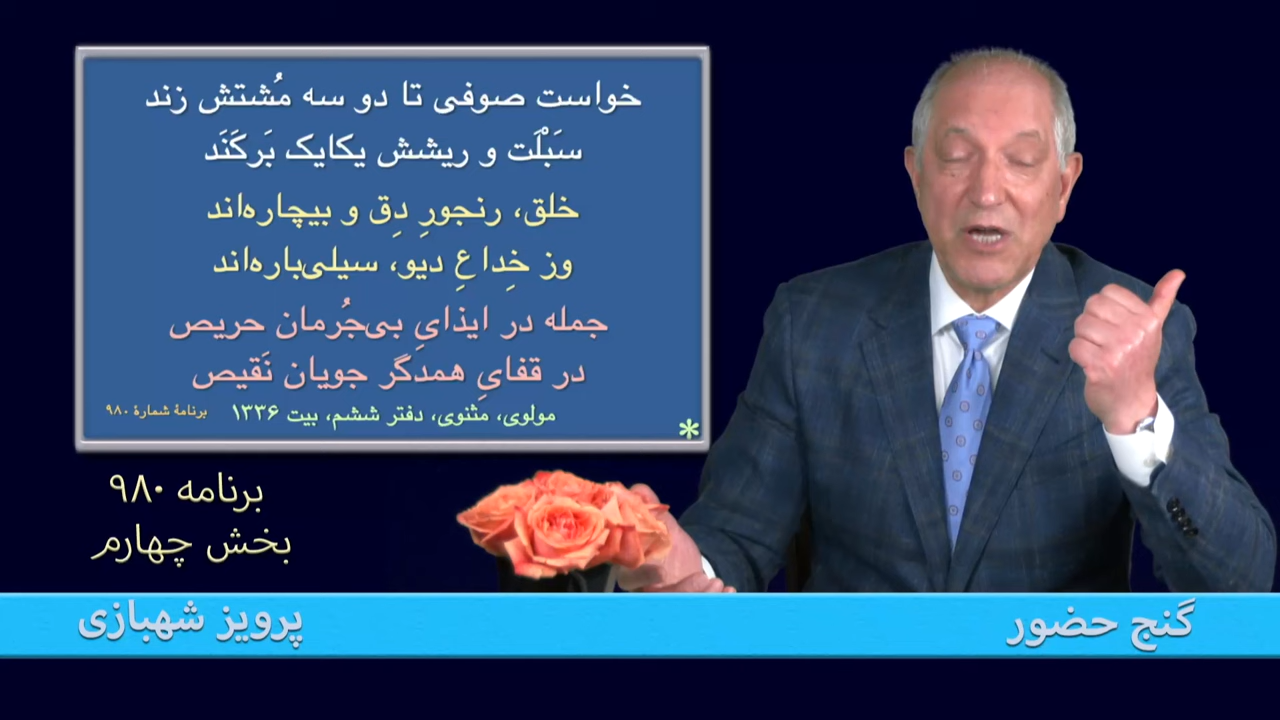 خواست صوفی تا دو سه مُشتش زند
سَبْلَت و ریشش یکایک بَرکَنَد
خلق، رنجورِ دِق و بیچاره‌اند
وز خِداعِ دیو، سیلی‌باره‌اند
جمله در ایذایِ بی‌جُرمان حریص
در قفایِ همدگر جویان نَقیص
مولوی، مثنوی، دفتر ششم، بیت ۱۳۳۶ برنامهٔ شمارهٔ ۹۸۰
*
برنامه ۹۸۰
بخش چهارم
گنج حضور
پرویز شهبازی